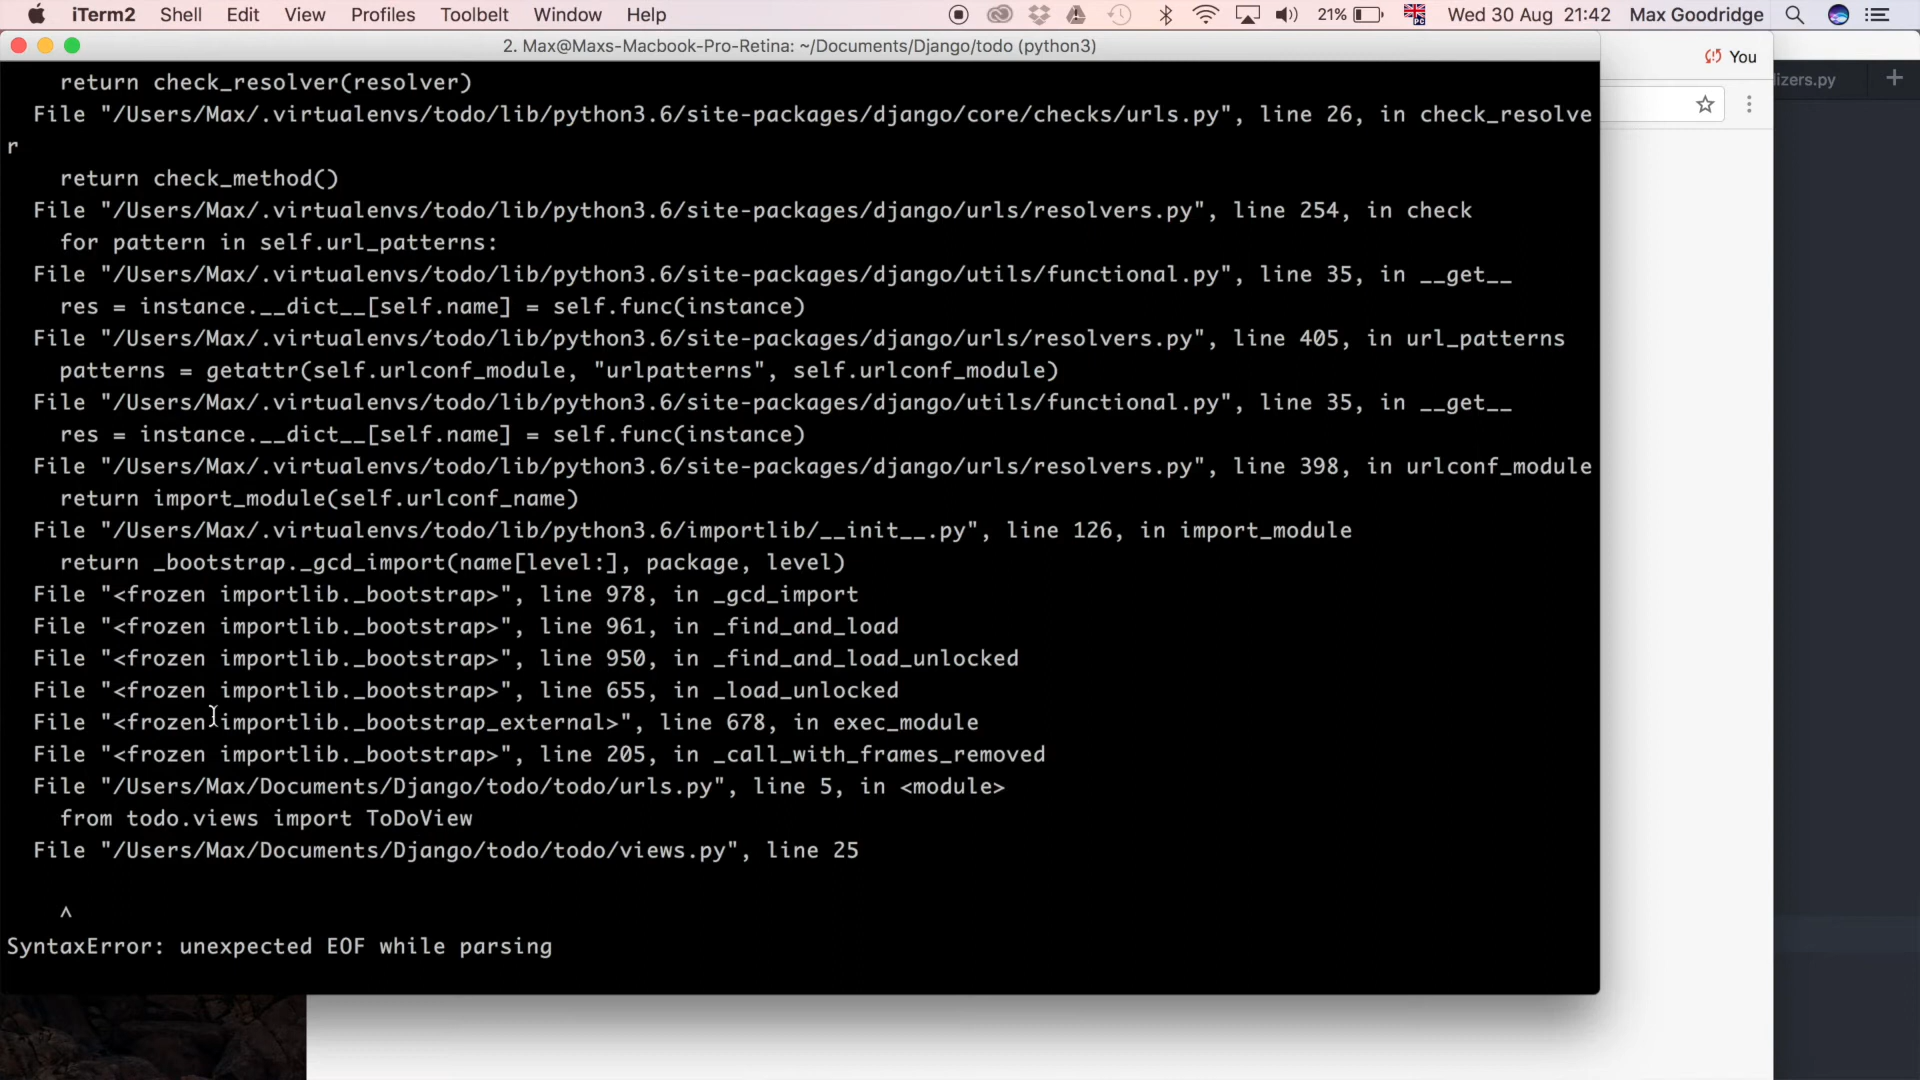 iTerm2 Shell Edit View Profiles Toolbelt Window Help 21% Wed 30 Aug 21:42 Max Goodridge
2. Max@Maxs-Macbook-Pro-Retina: ~/Documents/Django/todo (python3)
You
lizers.py
return check_resolver(resolver)
File "/Users/Max/.virtualenvs/todo/lib/python3.6/site-packages/django/core/checks/urls.py", line 26, in check_resolve
r
return check_method()
File "/Users/Max/.virtualenvs/todo/lib/python3.6/site-packages/django/urls/resolvers.py", line 254, in check
for pattern in self.url_patterns:
File "/Users/Max/.virtualenvs/todo/lib/python3.6/site-packages/django/utils/functional.py", line 35, in __get__
res = instance.__dict__[self.name] = self.func(instance)
File "/Users/Max/.virtualenvs/todo/lib/python3.6/site-packages/django/urls/resolvers.py", line 405, in url_patterns
patterns = getattr(self.urlconf_module, "urlpatterns", self.urlconf_module)
File "/Users/Max/.virtualenvs/todo/lib/python3.6/site-packages/django/utils/functional.py", line 35, in __get__
res = instance.__dict__[self.name] = self.func(instance)
File "/Users/Max/.virtualenvs/todo/lib/python3.6/site-packages/django/urls/resolvers.py", line 398, in urlconf_module
return import_module(self.urlconf_name)
File "/Users/Max/.virtualenvs/todo/lib/python3.6/importlib/__init__.py", line 126, in import_module
return _bootstrap._gcd_import(name[level:], package, level)
File "<frozen importlib._bootstrap>", line 978, in _gcd_import
File "<frozen importlib._bootstrap>", line 961, in _find_and_load
File "<frozen importlib._bootstrap>", line 950, in _find_and_load_unlocked
File "<frozen importlib._bootstrap>", line 655, in _load_unlocked
File "<frozen importlib._bootstrap_external>", line 678, in exec_module
File "<frozen importlib._bootstrap>", line 205, in _call_with_frames_removed
File "/Users/Max/Documents/Django/todo/todo/urls.py", line 5, in <module>
from todo.views import ToDoView
File "/Users/Max/Documents/Django/todo/todo/views.py", line 25
^
SyntaxError: unexpected EOF while parsing